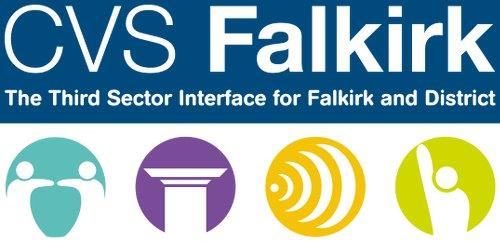 CVS Falkirk
The Third Sector Interface for Falkirk and District